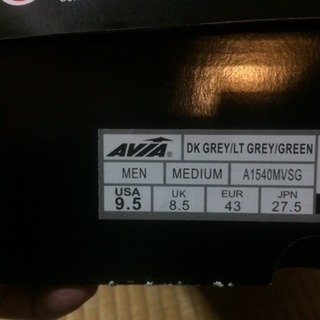 AVIA® DK GREY/LT GREY/GREEN
MEN MEDIUM A1540MVSG
USA UK EUR JPN
9.5 8.5 43 27.5